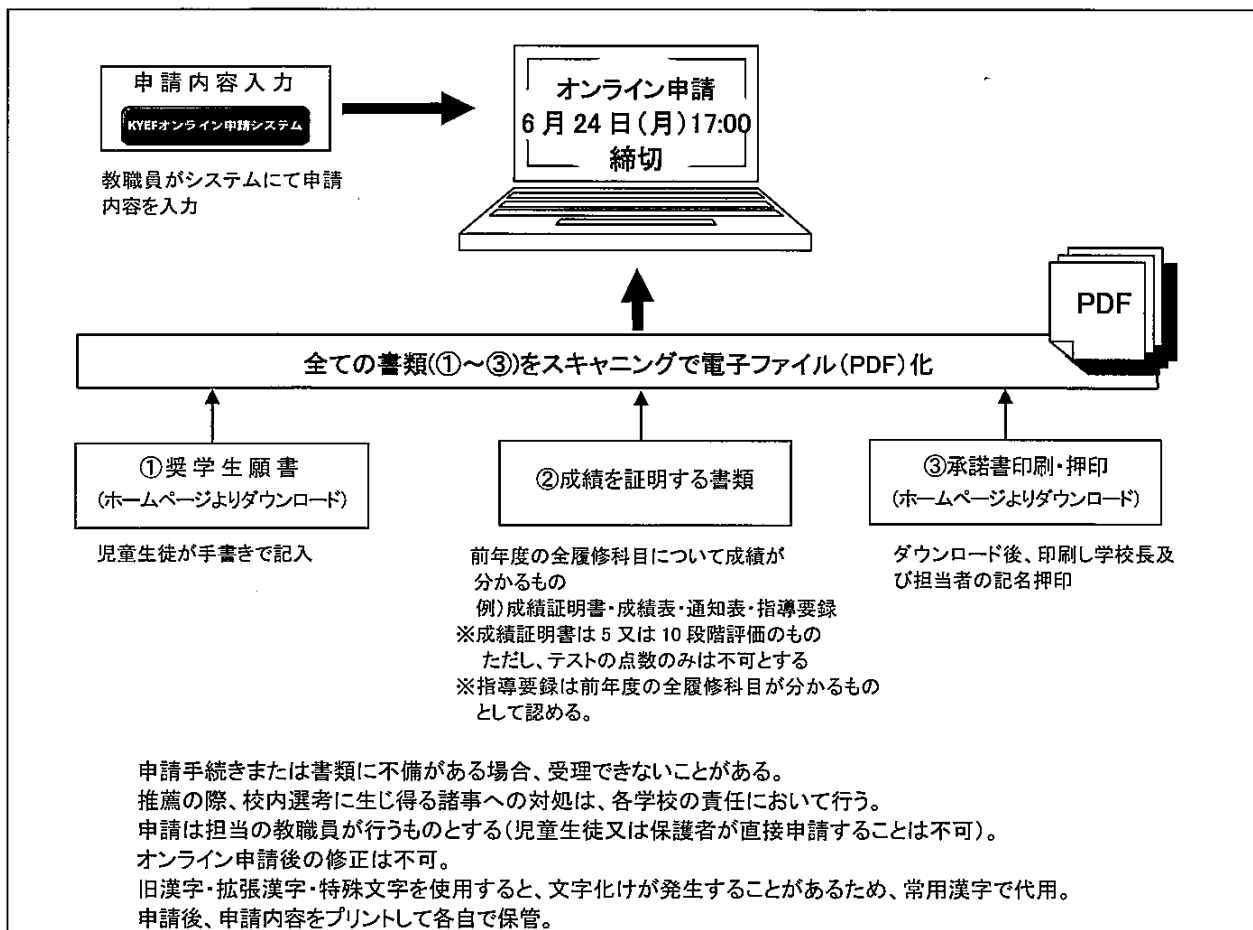 申請内容入力
KYEFオンライン申請システム
教職員がシステムにて申請
内容を入力
オンライン申請
6月24日(月)17:00
締切
PDF
全ての書類(①~③)をスキャニングで電子ファイル(PDF)化
①奨学生願書
(ホームページよりダウンロード)
児童生徒が手書きで記入
②成績を証明する書類
前年度の全履修科目について成績が
分かるもの
例)成績証明書・成績表・通知表・指導要録
※成績証明書は5又は10段階評価のもの
ただし、テストの点数のみは不可とする
※指導要録は前年度の全履修科目が分かるもの
として認める。
③承諾書印刷・押印
(ホームページよりダウンロード)
ダウンロード後、印刷し学校長及
び担当者の記名押印
申請手続きまたは書類に不備がある場合、受理できないことがある。
推薦の際、校内選考に生じ得る諸事への対処は、各学校の責任において行う。
申請は担当の教職員が行うものとする(児童生徒又は保護者が直接申請することは不可)。
オンライン申請後の修正は不可。
旧漢字・拡張漢字・特殊文字を使用すると、文字化けが発生することがあるため、常用漢字で代用。
申請後、申請内容をプリントして各自で保管。